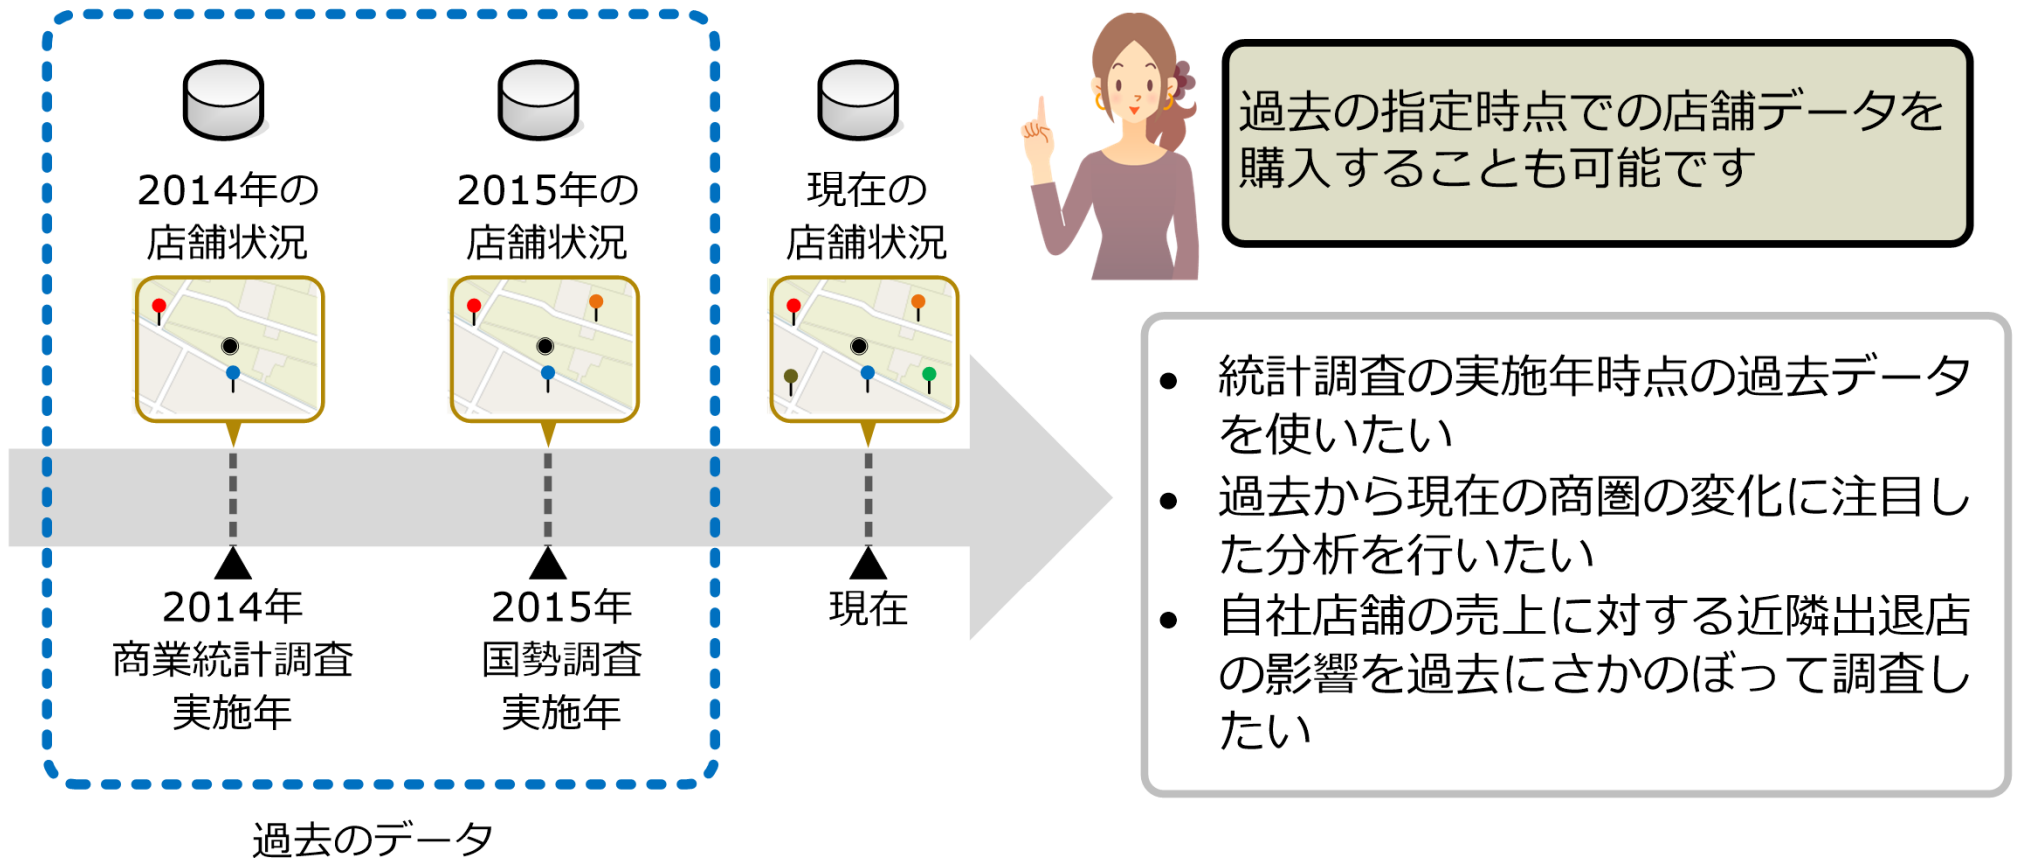 2014年の
店舗状況
2015年の
店舗状況
現在の
店舗状況
2014年
商業統計調査
実施年
2015年
国勢調査
実施年
現在
過去のデータ
過去の指定時点での店舗データを
購入することも可能です
• 統計調査の実施年時点の過去データ
を使いたい
• 過去から現在の商圏の変化に注目し
た分析を行いたい
• 自社店舗の売上に対する近隣出退店
の影響を過去にさかのぼって調査し
たい